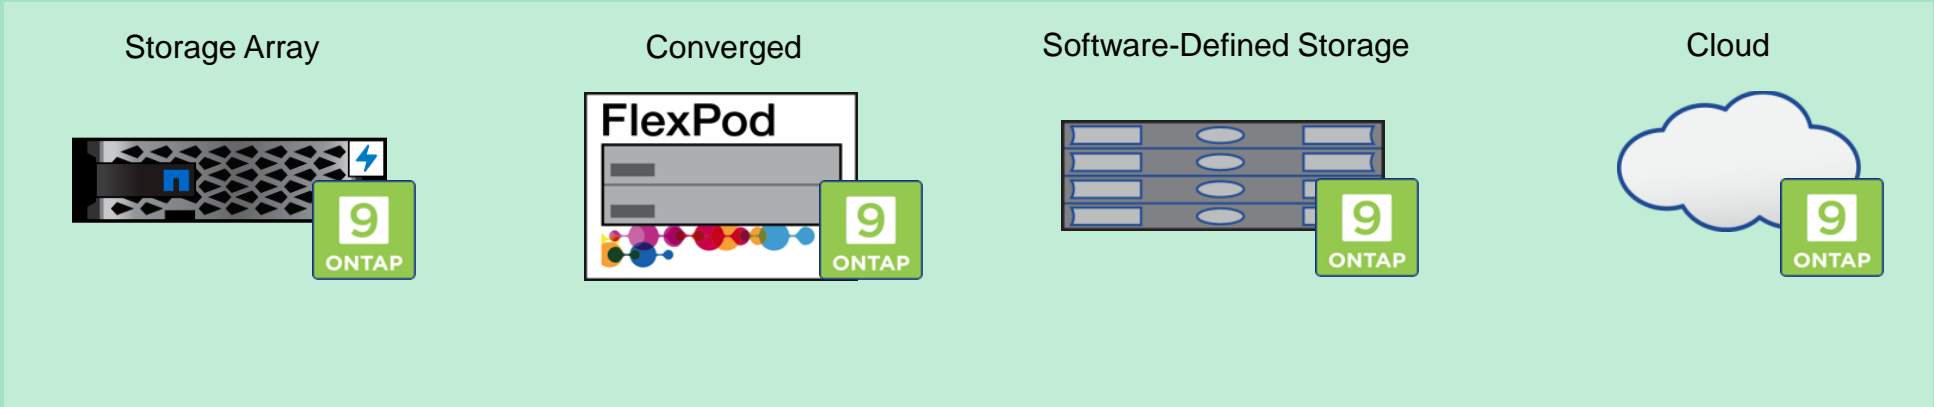 Storage Array
Converged
Software-Defined Storage
Cloud
FlexPod
9
ONTAP
9
ONTAP
9
ONTAP
9
ONTAP